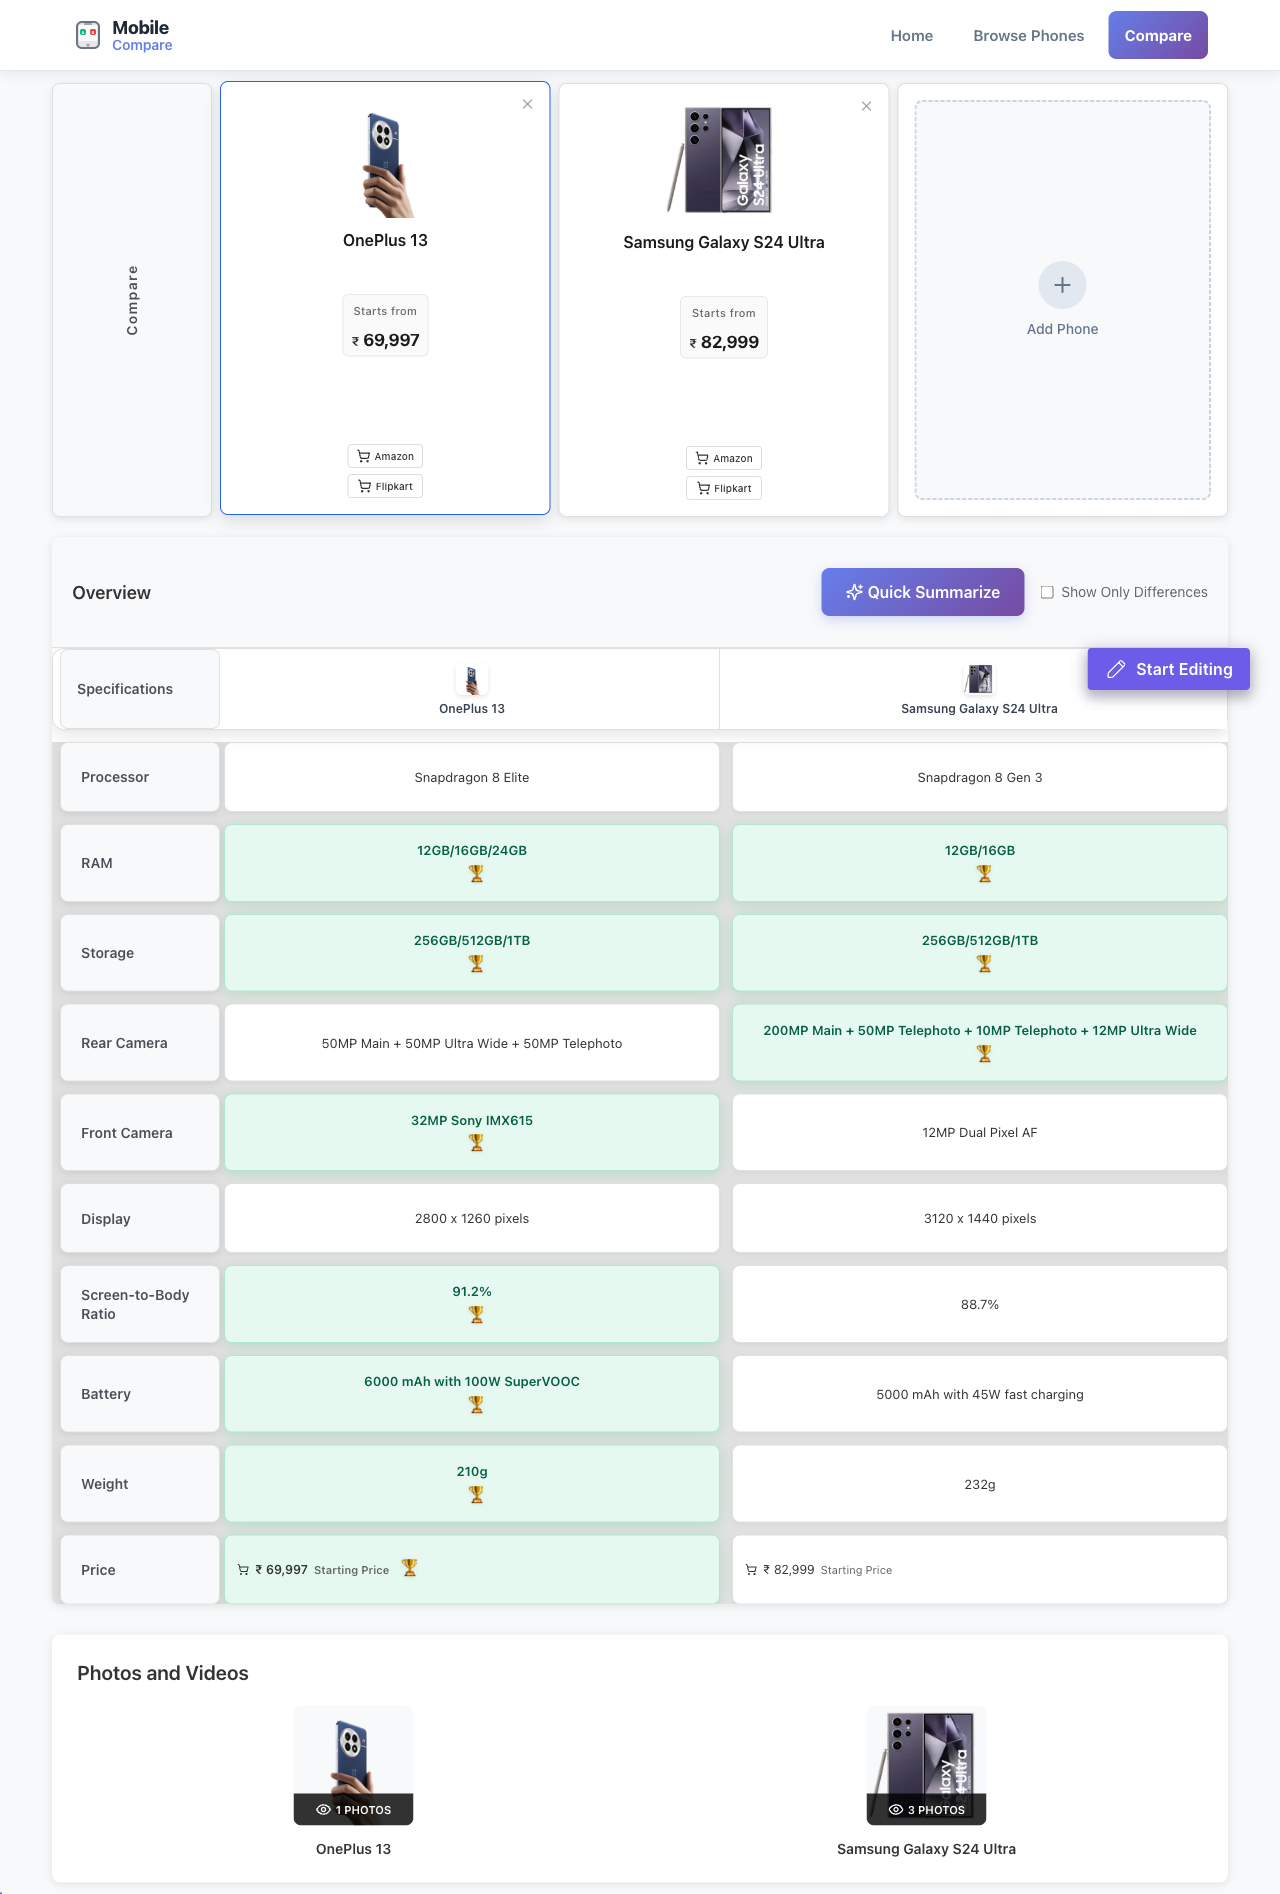 Mobile
Compare
Home
Browse Phones
Compare
Compare
OnePlus 13
Starts from
₹ 69,997
Amazon
Flipkart
Galaxy
S24 Ultra
Samsung Galaxy S24 Ultra
Starts from
₹ 82,999
Amazon
Flipkart
Add Phone
Overview
Quick Summarize
Show Only Differences
Start Editing
Specifications
OnePlus 13
Samsung Galaxy S24 Ultra
Processor
Snapdragon 8 Elite
Snapdragon 8 Gen 3
RAM
12GB/16GB/24GB
12GB/16GB
Storage
256GB/512GB/1TB
256GB/512GB/1TB
Rear Camera
50MP Main + 50MP Ultra Wide + 50MP Telephoto
200MP Main + 50MP Telephoto + 10MP Telephoto + 12MP Ultra Wide
Front Camera
32MP Sony IMX615
12MP Dual Pixel AF
Display
2800 x 1260 pixels
3120 x 1440 pixels
Screen-to-Body
Ratio
91.2%
88.7%
Battery
6000 mAh with 100W SuperVOOC
5000 mAh with 45W fast charging
Weight
210g
232g
Price
₹ 69,997 Starting Price
₹ 82,999 Starting Price
Photos and Videos
1 PHOTOS
OnePlus 13
3 PHOTOS
Samsung Galaxy S24 Ultra